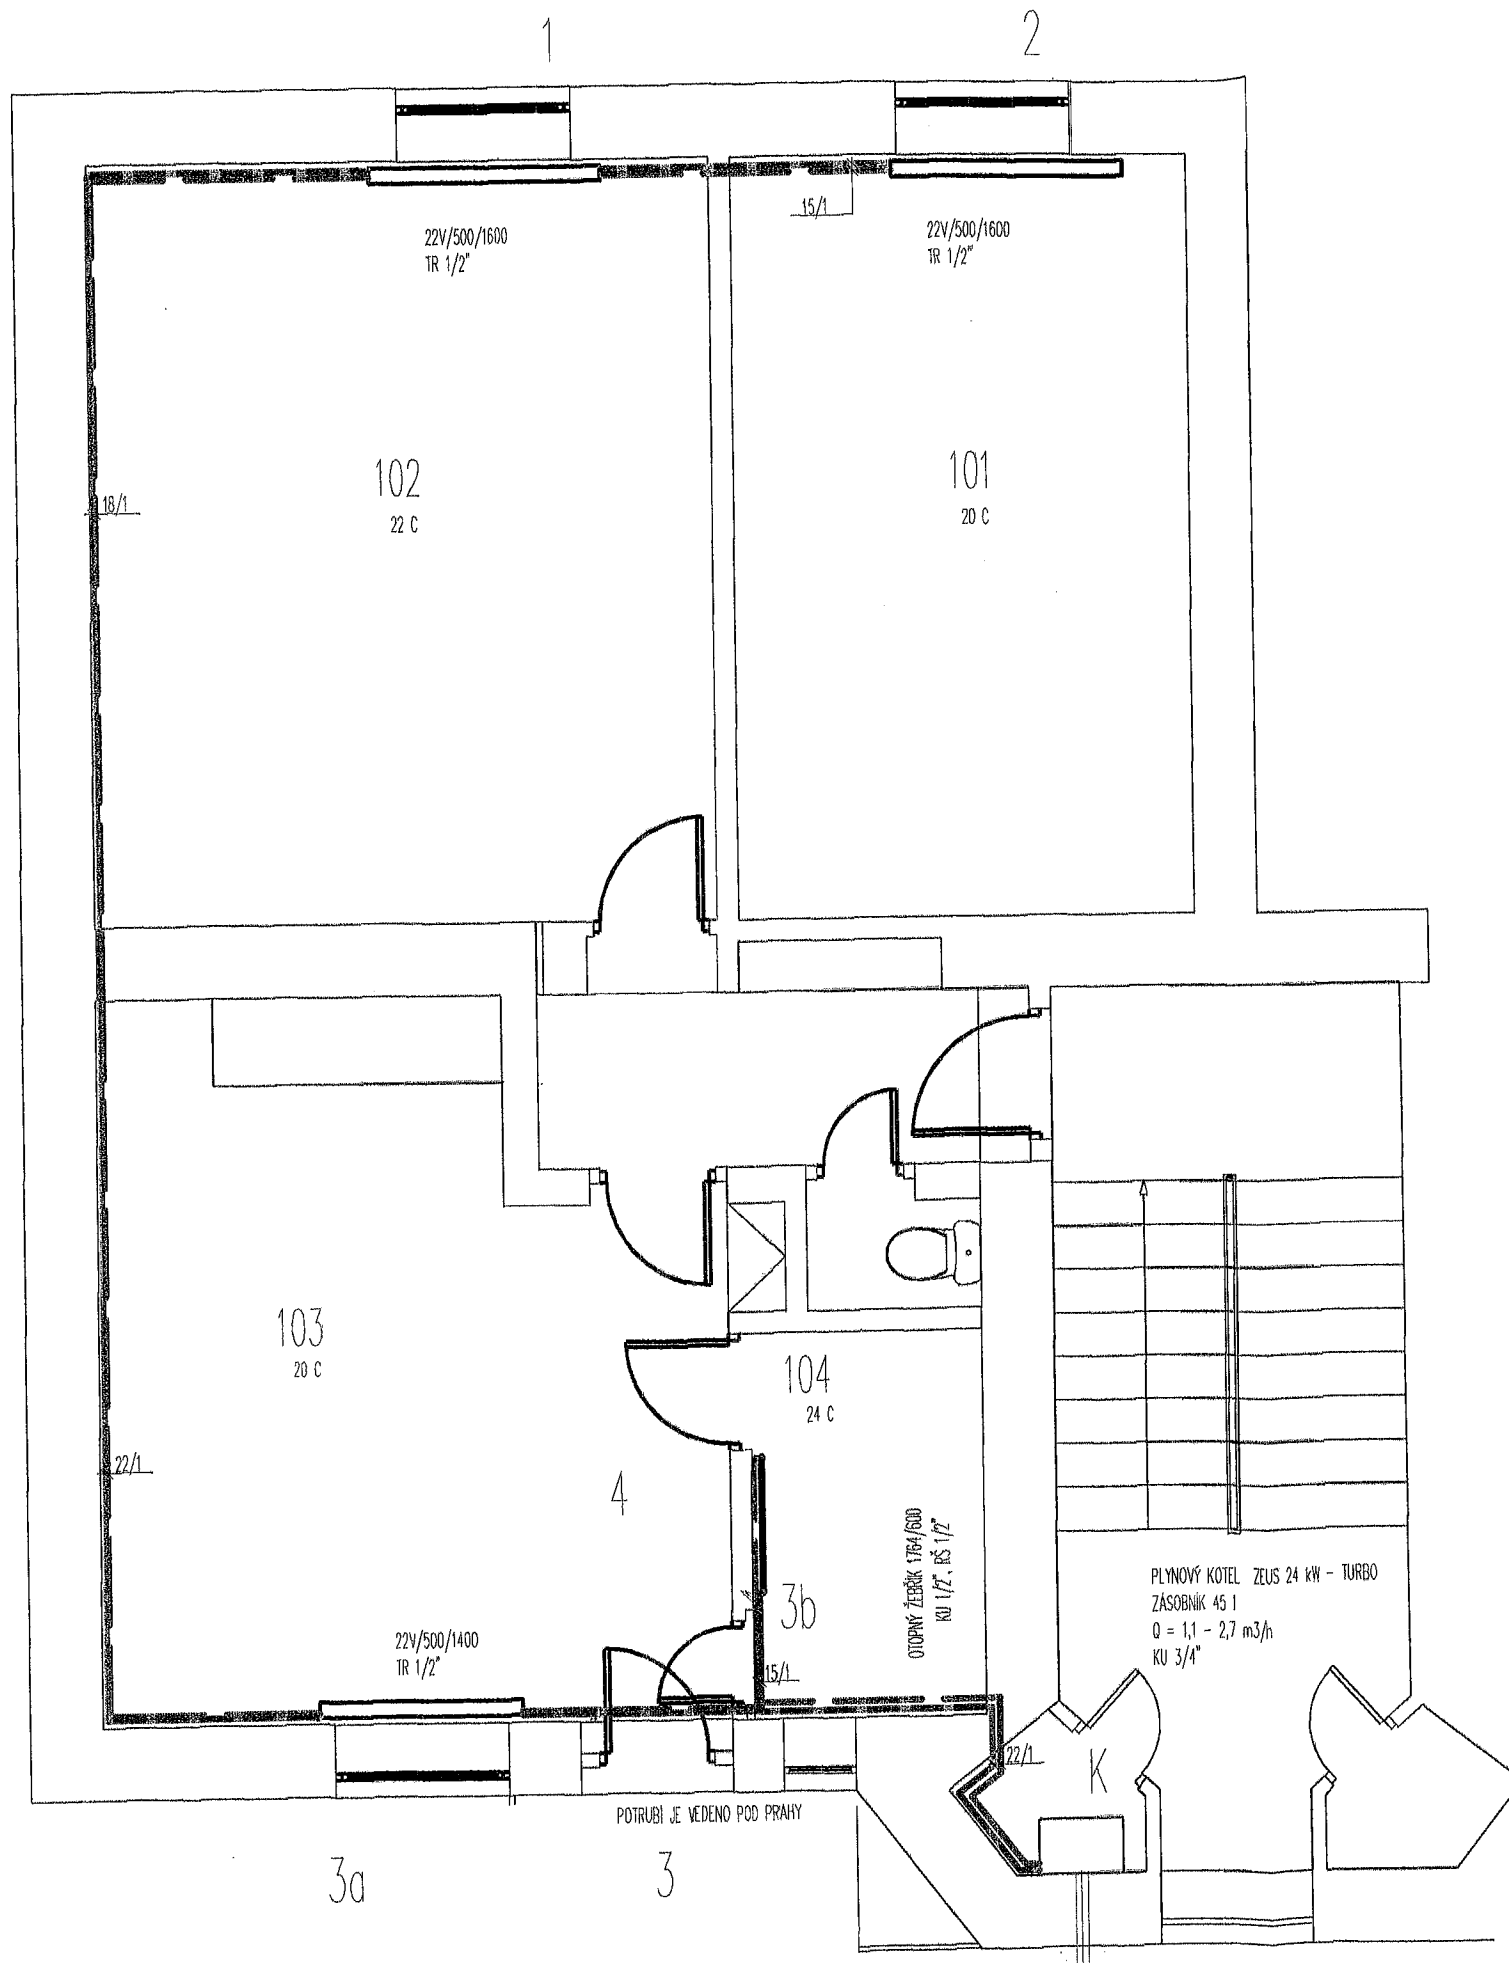 1
2
15/1
22V/500/1600
TR 1/2"
22V/500/1600
TR 1/2"
102
22 C
101
20 C
18/1
103
20 C
104
24 C
22/1
4
3b
OTOPNÝ ŽEBŘÍK 1764/600
KU 1/2", RŠ 1/2"
PLYNOVÝ KOTEL ZEUS 24 kW - TURBO
ZÁSOBNÍK 45 l
Q = 1,1 - 2,7 m3/h
KU 3/4"
22V/500/1400
TR 1/2"
15/1
22/1
K
POTRUBÍ JE VEDENO POD PRAHY
3a
3